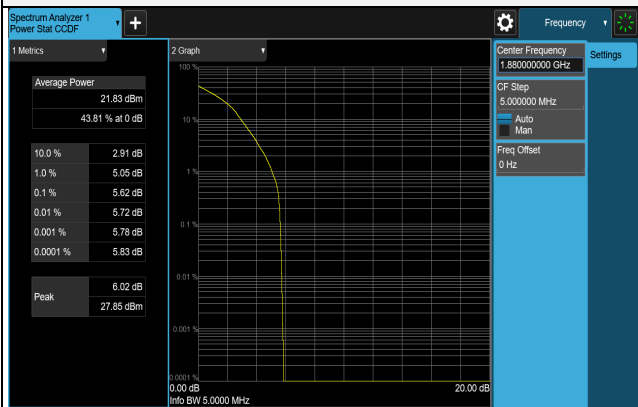 Spectrum Analyzer 1
Power Stat CCDF
Frequency
1 Metrics
2 Graph
Center Frequency
1.880000000 GHz
Settings
CF Step
5.000000 MHz
Auto
Man
Freq Offset
0 Hz
Average Power
21.83 dBm
43.81 % at 0 dB
10.0 % 2.91 dB
1.0 % 5.05 dB
0.1 % 5.62 dB
0.01 % 5.72 dB
0.001 % 5.78 dB
0.0001 % 5.83 dB
Peak 6.02 dB
27.85 dBm
100 %
10 %
1 %
0.1 %
0.01 %
0.001 %
0.0001 %
0.00 dB 20.00 dB
Info BW 5.0000 MHz